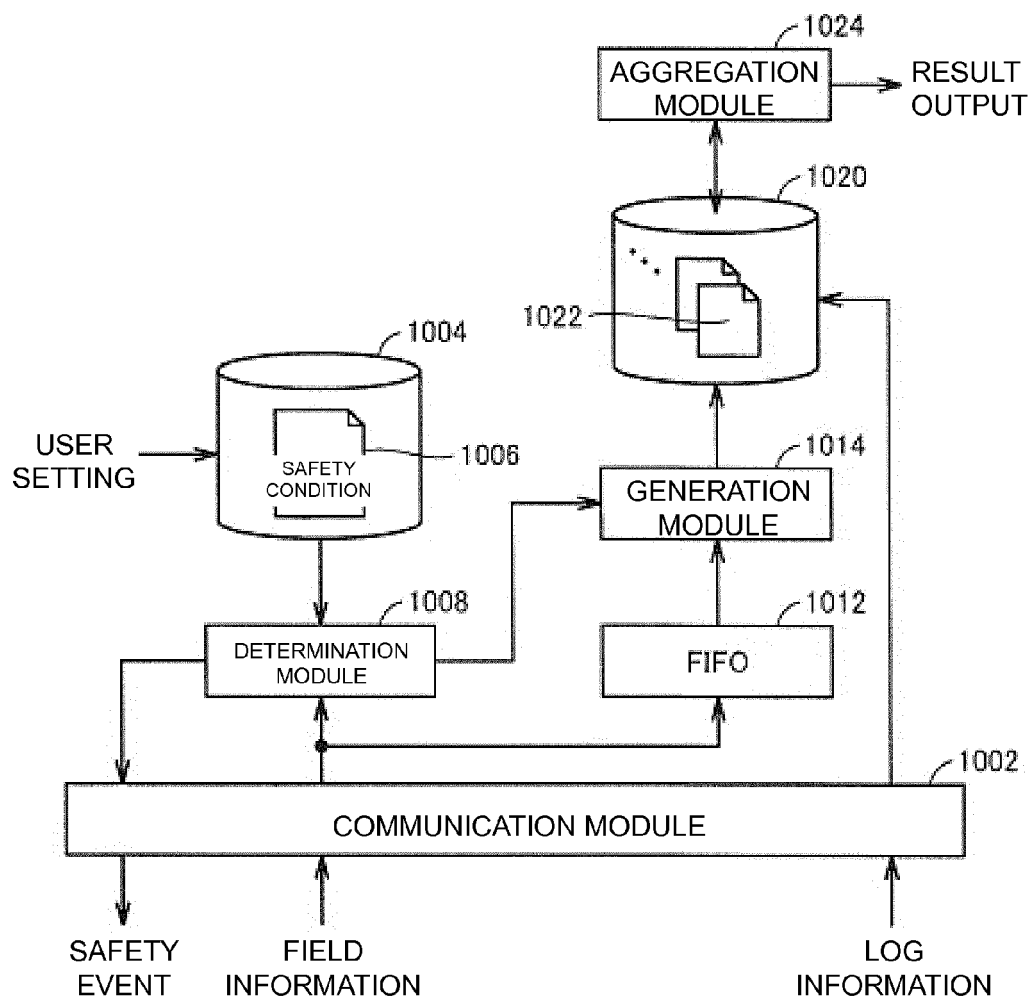 1024
AGGREGATION
MODULE
RESULT
OUTPUT
1020
1022
1004
USER
SETTING
SAFETY
CONDITION
1006
1014
GENERATION
MODULE
1008
DETERMINATION
MODULE
1012
FIFO
1002
COMMUNICATION MODULE
SAFETY
EVENT
FIELD
INFORMATION
LOG
INFORMATION